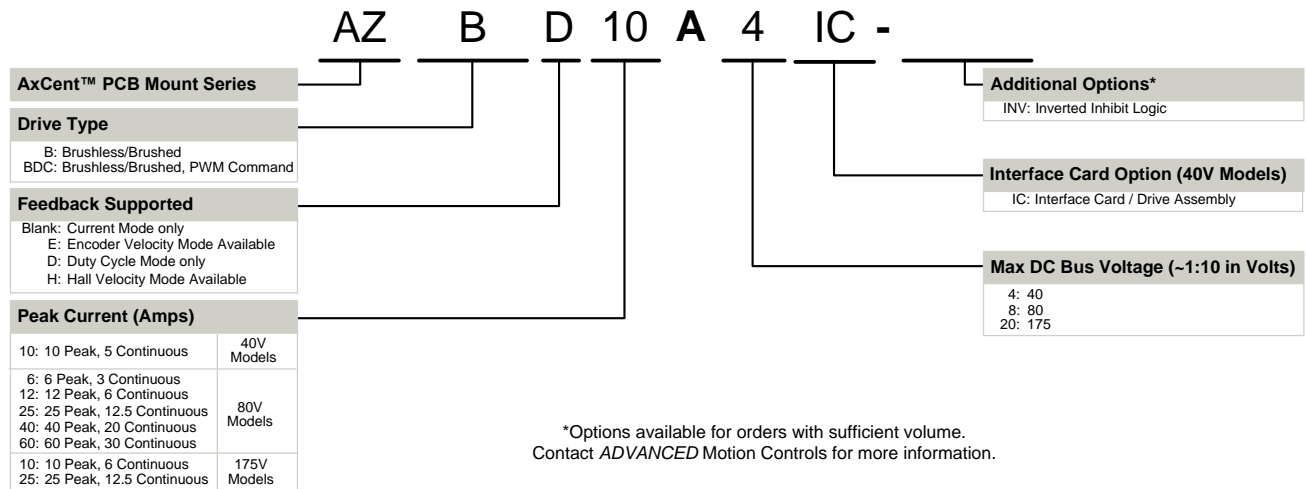 AZ B D 10 A 4 IC -
AxCent™ PCB Mount Series
Drive Type
B: Brushless/Brushed
BDC: Brushless/Brushed, PWM Command
Feedback Supported
Blank: Current Mode only
E: Encoder Velocity Mode Available
D: Duty Cycle Mode only
H: Hall Velocity Mode Available
Peak Current (Amps)
10: 10 Peak, 5 Continuous
40V
Models
6: 6 Peak, 3 Continuous
12: 12 Peak, 6 Continuous
25: 25 Peak, 12.5 Continuous
40: 40 Peak, 20 Continuous
60: 60 Peak, 30 Continuous
80V
Models
10: 10 Peak, 6 Continuous
25: 25 Peak, 12.5 Continuous
175V
Models
Additional Options*
INV: Inverted Inhibit Logic
Interface Card Option (40V Models)
IC: Interface Card / Drive Assembly
Max DC Bus Voltage (~1:10 in Volts)
4: 40
8: 80
20: 175
*Options available for orders with sufficient volume.
Contact ADVANCED Motion Controls for more information.